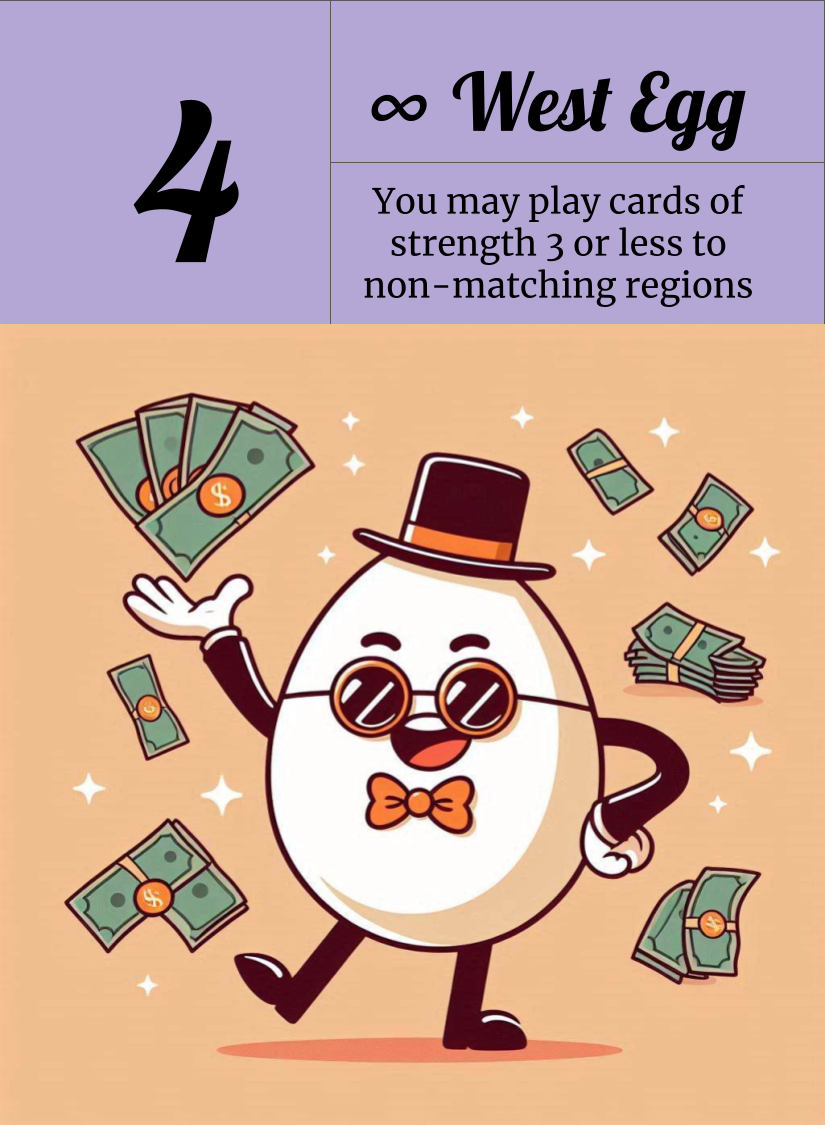 4
∞ West Egg
You may play cards of
strength 3 or less to
non-matching regions
$
$